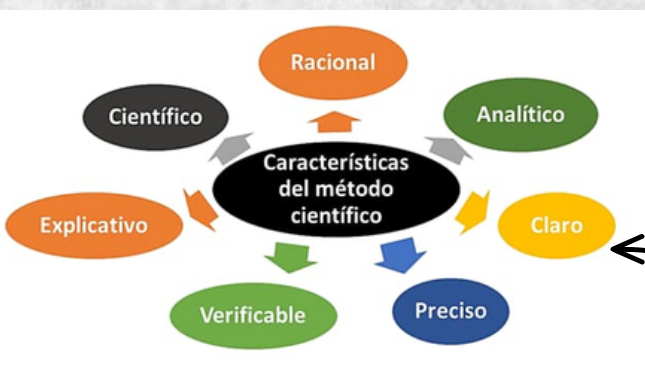 Racional
Científico
Analítico
Características
del método
científico
Explicativo
Claro
Verificable
Preciso